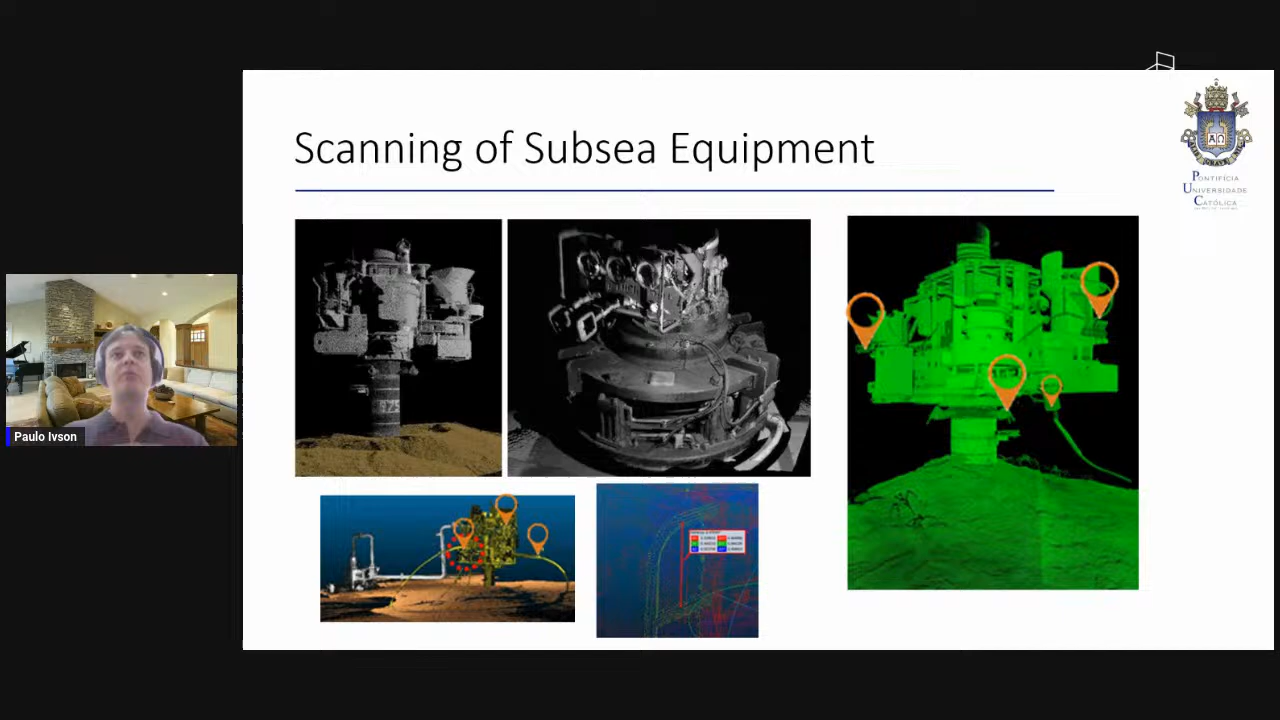 Scanning of Subsea Equipment
PONTIFÍCIA
UNIVERSIDADE
CATÓLICA
Paulo Ivson